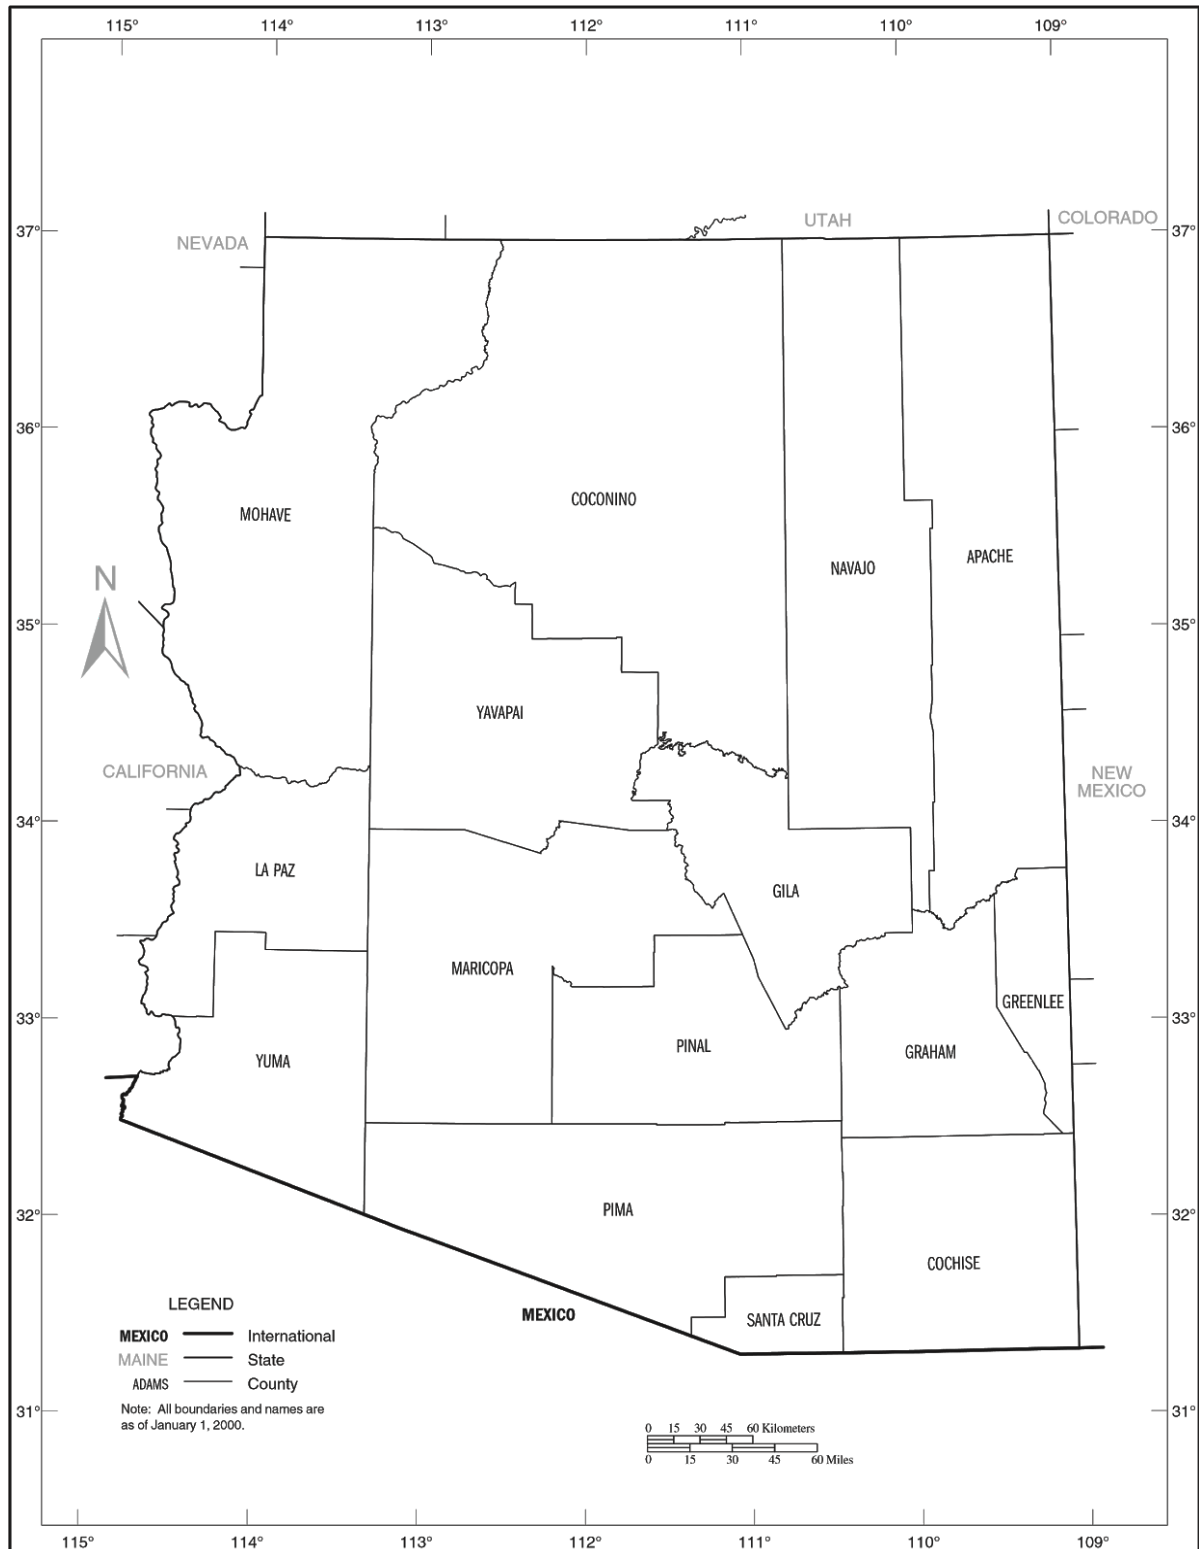 115° 114° 113° 112° 111° 110° 109°
UTAH COLORADO
37° 37°
NEVADA
36° 36°
COCONINO
MOHAVE
APACHE
NAVAJO
N
35° 35°
YAVAPAI
CALIFORNIA
NEW
MEXICO
34° 34°
LA PAZ
GILA
MARICOPA
GREENLEE
33° 33°
PINAL
GRAHAM
YUMA
32° 32°
PIMA
COCHISE
SANTA CRUZ
MEXICO
LEGEND
MEXICO International
MAINE State
ADAMS County
Note: All boundaries and names are
as of January 1, 2000.
31° 31°
0 15 30 45 60 Kilometers
0 15 30 45 60 Miles
115° 114° 113° 112° 111° 110° 109°